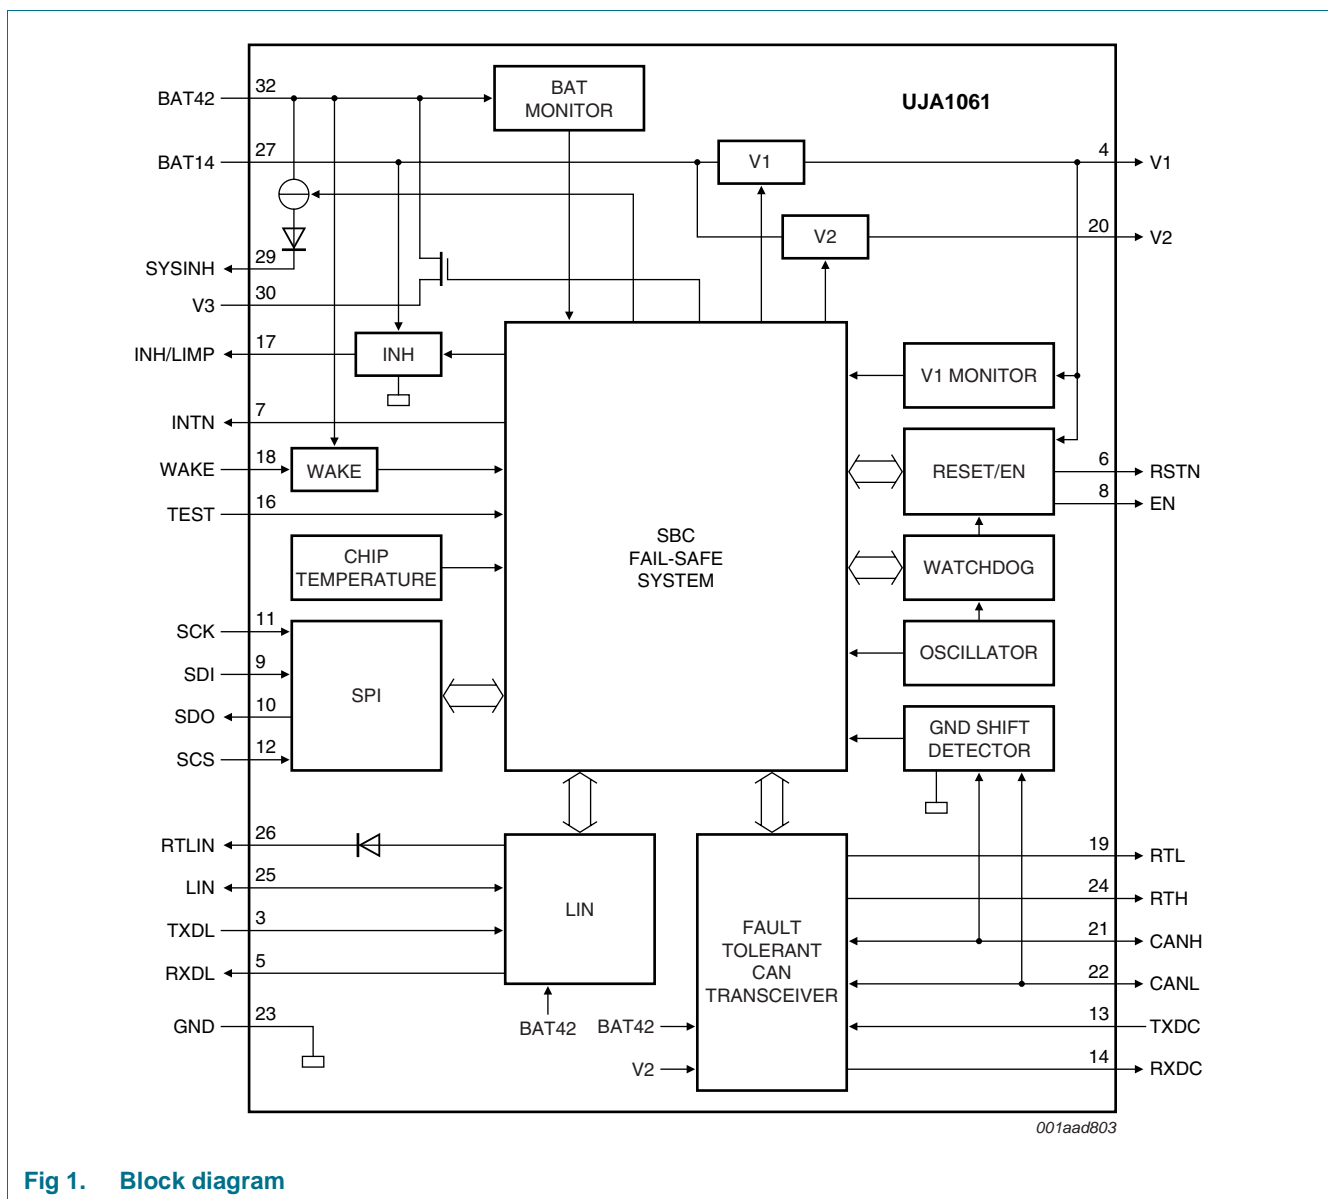 UJA1061
BAT42
32
BAT
MONITOR
BAT14
27
V1
4
V1
V2
20
V2
SYSINH
29
V3
30
INH/LIMP
17
INH
V1 MONITOR
INTN
7
WAKE
18
WAKE
RESET/EN
6
RSTN
8
EN
TEST
16
SBC
FAIL-SAFE
SYSTEM
CHIP
TEMPERATURE
WATCHDOG
SCK
11
OSCILLATOR
SDI
9
SPI
SDO
10
SCS
12
GND SHIFT
DETECTOR
RTLIN
26
19
RTL
LIN
25
LIN
24
RTH
TXDL
3
FAULT
TOLERANT
CAN
TRANSCEIVER
21
CANH
RXDL
5
22
CANL
GND
23
BAT42
BAT42
13
TXDC
V2
14
RXDC
001aad803
Fig 1. Block diagram